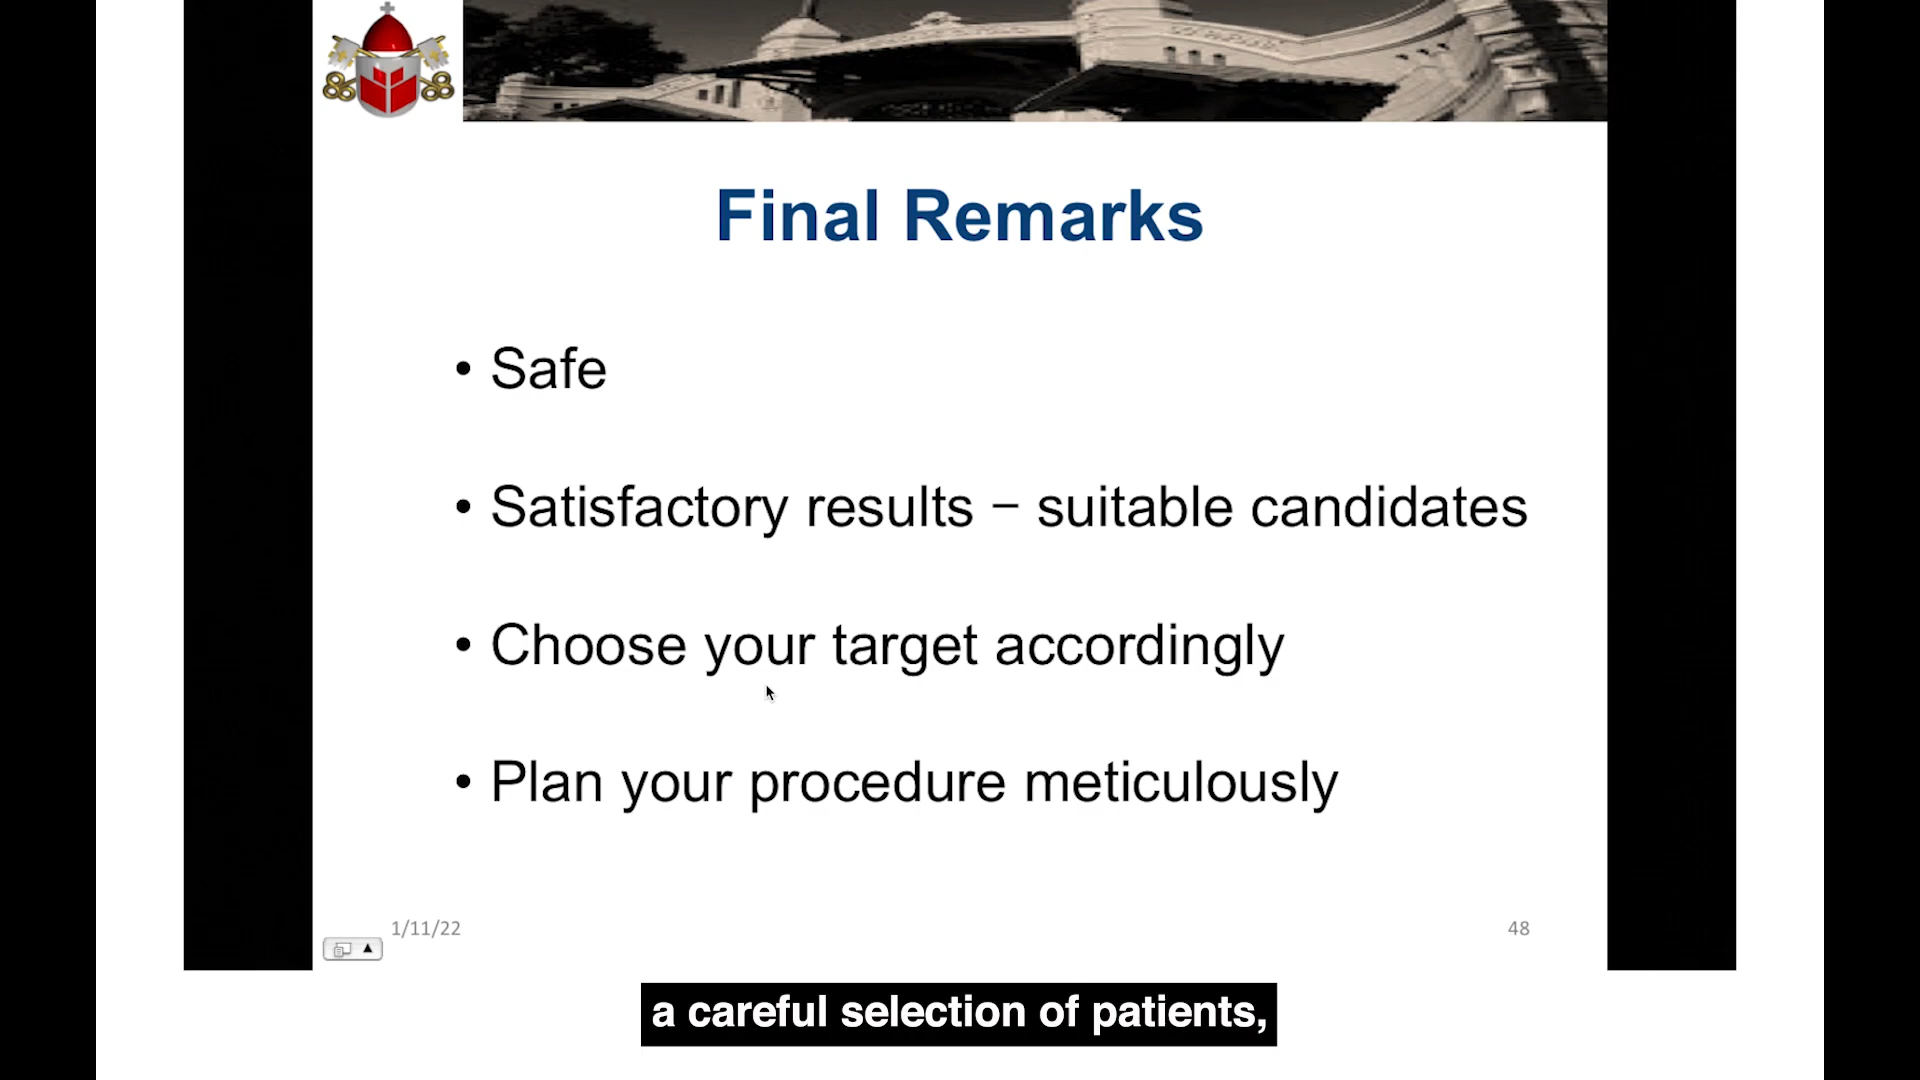 Final Remarks
• Safe
• Satisfactory results – suitable candidates
• Choose your target accordingly
• Plan your procedure meticulously
1/11/22
48
a careful selection of patients,